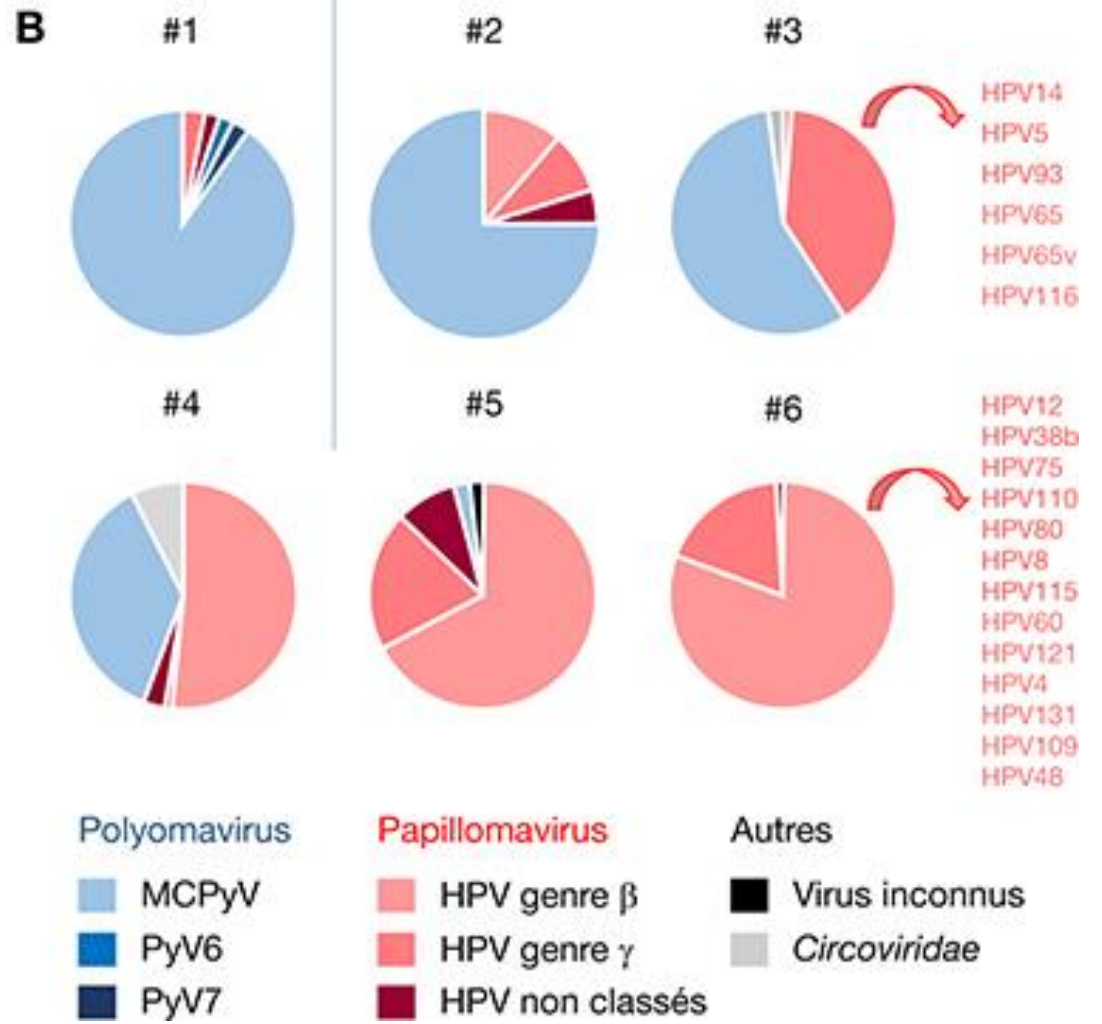 B
#1
#2
#3
HPV14
HPV5
HPV93
HPV65
HPV65v
HPV116
#4
#5
#6
HPV12
HPV38b
HPV75
HPV110
HPV80
HPV8
HPV115
HPV60
HPV121
HPV4
HPV131
HPV109
HPV48
Polyomavirus
MCPyV
PyV6
PyV7
Papillomavirus
HPV genre β
HPV genre γ
HPV non classés
Autres
Virus inconnus
Circoviridae